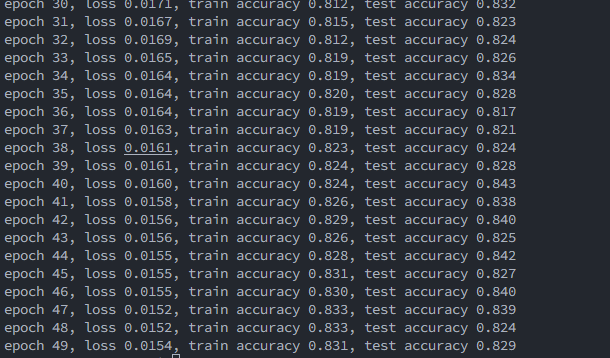 epoch 30, loss 0.0171, train accuracy 0.812, test accuracy 0.832
epoch 31, loss 0.0167, train accuracy 0.815, test accuracy 0.823
epoch 32, loss 0.0169, train accuracy 0.812, test accuracy 0.824
epoch 33, loss 0.0165, train accuracy 0.819, test accuracy 0.826
epoch 34, loss 0.0164, train accuracy 0.819, test accuracy 0.834
epoch 35, loss 0.0164, train accuracy 0.820, test accuracy 0.828
epoch 36, loss 0.0164, train accuracy 0.819, test accuracy 0.817
epoch 37, loss 0.0163, train accuracy 0.819, test accuracy 0.821
epoch 38, loss 0.0161, train accuracy 0.823, test accuracy 0.824
epoch 39, loss 0.0161, train accuracy 0.824, test accuracy 0.828
epoch 40, loss 0.0160, train accuracy 0.824, test accuracy 0.843
epoch 41, loss 0.0158, train accuracy 0.826, test accuracy 0.838
epoch 42, loss 0.0156, train accuracy 0.829, test accuracy 0.840
epoch 43, loss 0.0156, train accuracy 0.826, test accuracy 0.825
epoch 44, loss 0.0155, train accuracy 0.828, test accuracy 0.842
epoch 45, loss 0.0155, train accuracy 0.831, test accuracy 0.827
epoch 46, loss 0.0155, train accuracy 0.830, test accuracy 0.840
epoch 47, loss 0.0152, train accuracy 0.833, test accuracy 0.839
epoch 48, loss 0.0152, train accuracy 0.833, test accuracy 0.824
epoch 49, loss 0.0154, train accuracy 0.831, test accuracy 0.829